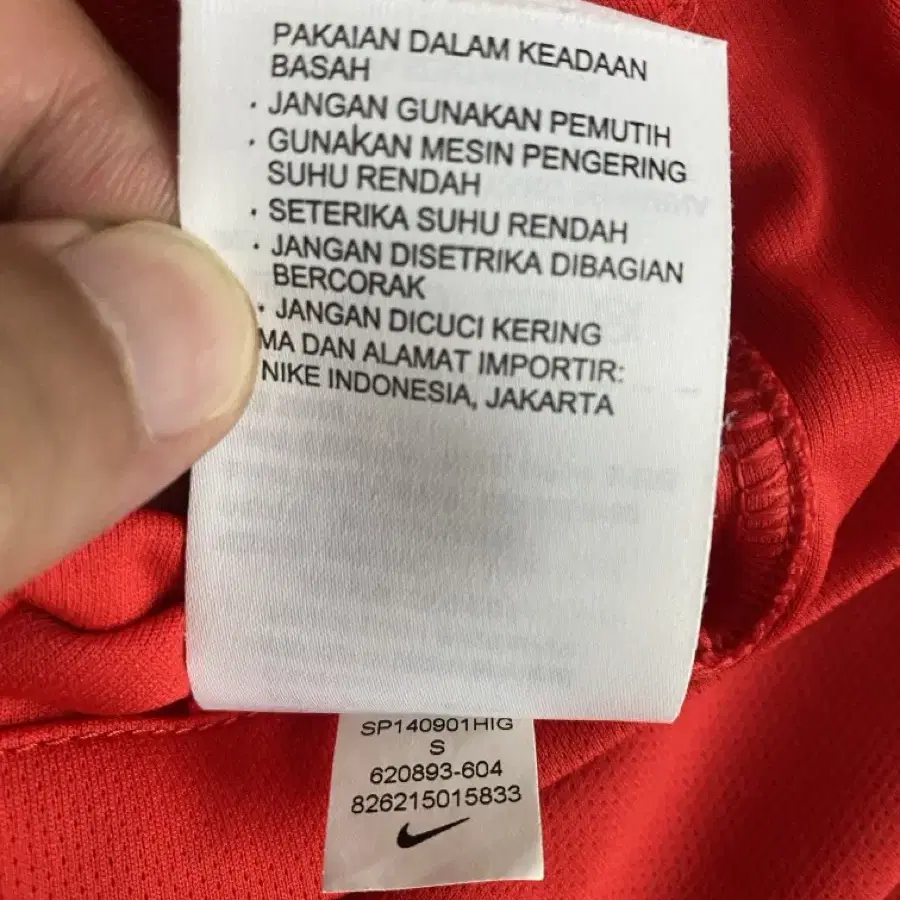 PAKAIAN DALAM KEADAAN
BASAH
· JANGAN GUNAKAN PEMUTIH
· GUNAKAN MESIN PENGERING
SUHU RENDAH
· SETERIKA SUHU RENDAH
· JANGAN DISETRIKA DIBAGIAN
BERCORAK
· JANGAN DICUCI KERING
MA DAN ALAMAT IMPORTIR:
NIKE INDONESIA, JAKARTA
SP140901HIG
S
620893-604
826215015833